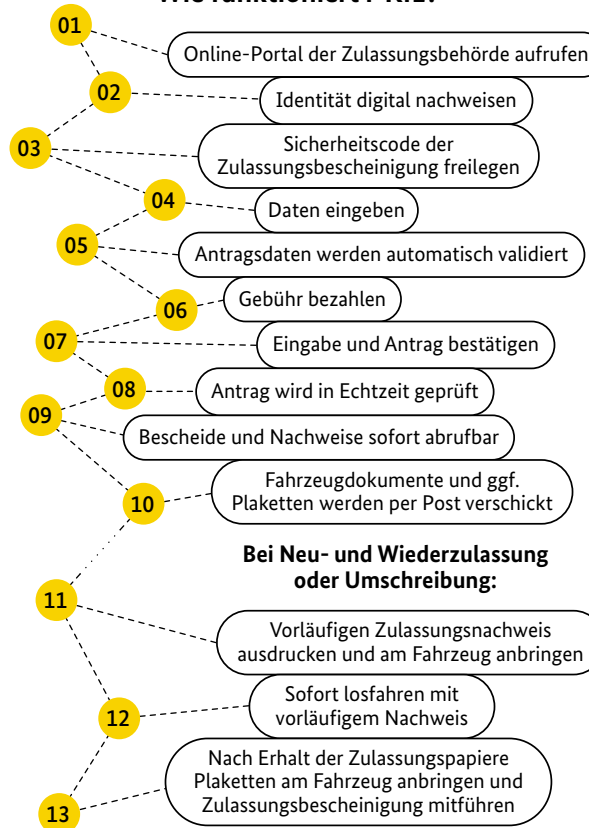 01
Online-Portal der Zulassungsbehörde aufrufen
02
Identität digital nachweisen
03
Sicherheitscode der
Zulassungsbescheinigung freilegen
04
Daten eingeben
05
Antragsdaten werden automatisch validiert
06
Gebühr bezahlen
07
Eingabe und Antrag bestätigen
08
Antrag wird in Echtzeit geprüft
09
Bescheide und Nachweise sofort abrufbar
10
Fahrzeugdokumente und ggf.
Plaketten werden per Post verschickt
Bei Neu- und Wiederzulassung
oder Umschreibung:
11
Vorläufigen Zulassungsnachweis
ausdrucken und am Fahrzeug anbringen
12
Sofort losfahren mit
vorläufigem Nachweis
13
Nach Erhalt der Zulassungspapiere
Plaketten am Fahrzeug anbringen und
Zulassungsbescheinigung mitführen